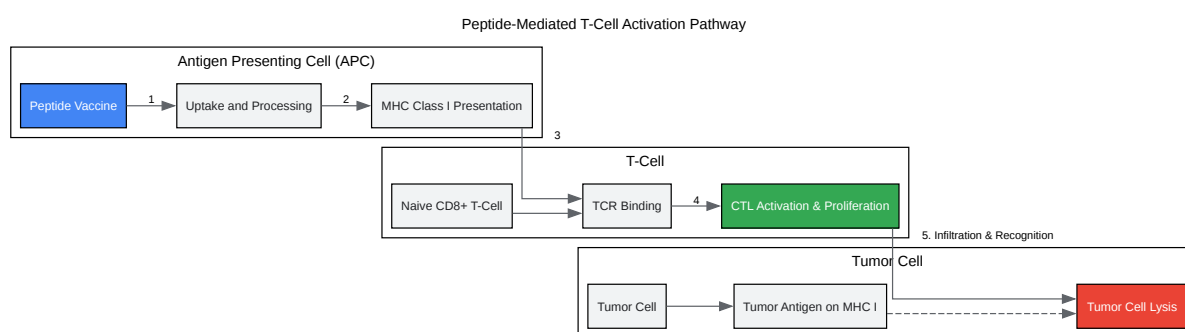 Peptide-Mediated T-Cell Activation Pathway
Antigen Presenting Cell (APC)
Peptide Vaccine
1
Uptake and Processing
2
MHC Class I Presentation
3
T-Cell
Naive CD8+ T-Cell
TCR Binding
4
CTL Activation & Proliferation
5. Infiltration & Recognition
Tumor Cell
Tumor Cell
Tumor Antigen on MHC I
Tumor Cell Lysis